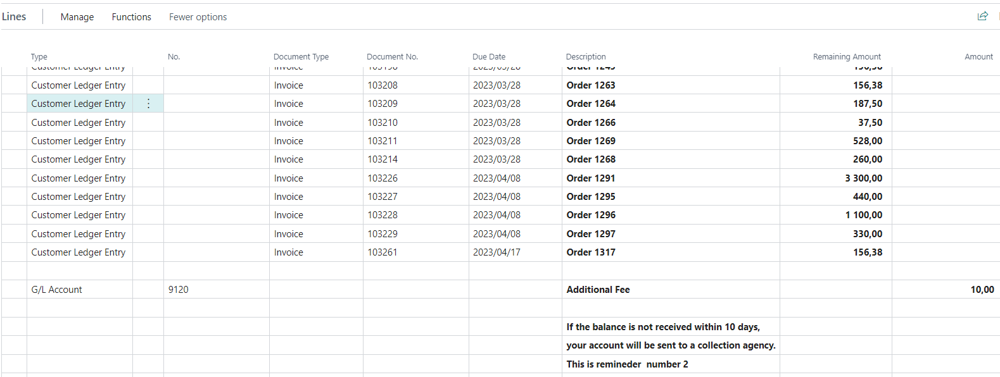 Lines Manage Functions Fewer options
Type No. Document Type Document No. Due Date Description Remaining Amount Amount
Customer Ledger Entry Invoice
Customer Ledger Entry Invoice 103208 2023/03/28 Order 1263 156,38
Customer Ledger Entry Invoice 103209 2023/03/28 Order 1264 187,50
Customer Ledger Entry Invoice 103210 2023/03/28 Order 1266 37,50
Customer Ledger Entry Invoice 103211 2023/03/28 Order 1269 528,00
Customer Ledger Entry Invoice 103214 2023/03/28 Order 1268 260,00
Customer Ledger Entry Invoice 103226 2023/04/08 Order 1291 3 300,00
Customer Ledger Entry Invoice 103227 2023/04/08 Order 1295 440,00
Customer Ledger Entry Invoice 103228 2023/04/08 Order 1296 1 100,00
Customer Ledger Entry Invoice 103229 2023/04/08 Order 1297 330,00
Customer Ledger Entry Invoice 103261 2023/04/17 Order 1317 156,38
G/L Account 9120 Additional Fee 10,00
If the balance is not received within 10 days,
your account will be sent to a collection agency.
This is remineder number 2